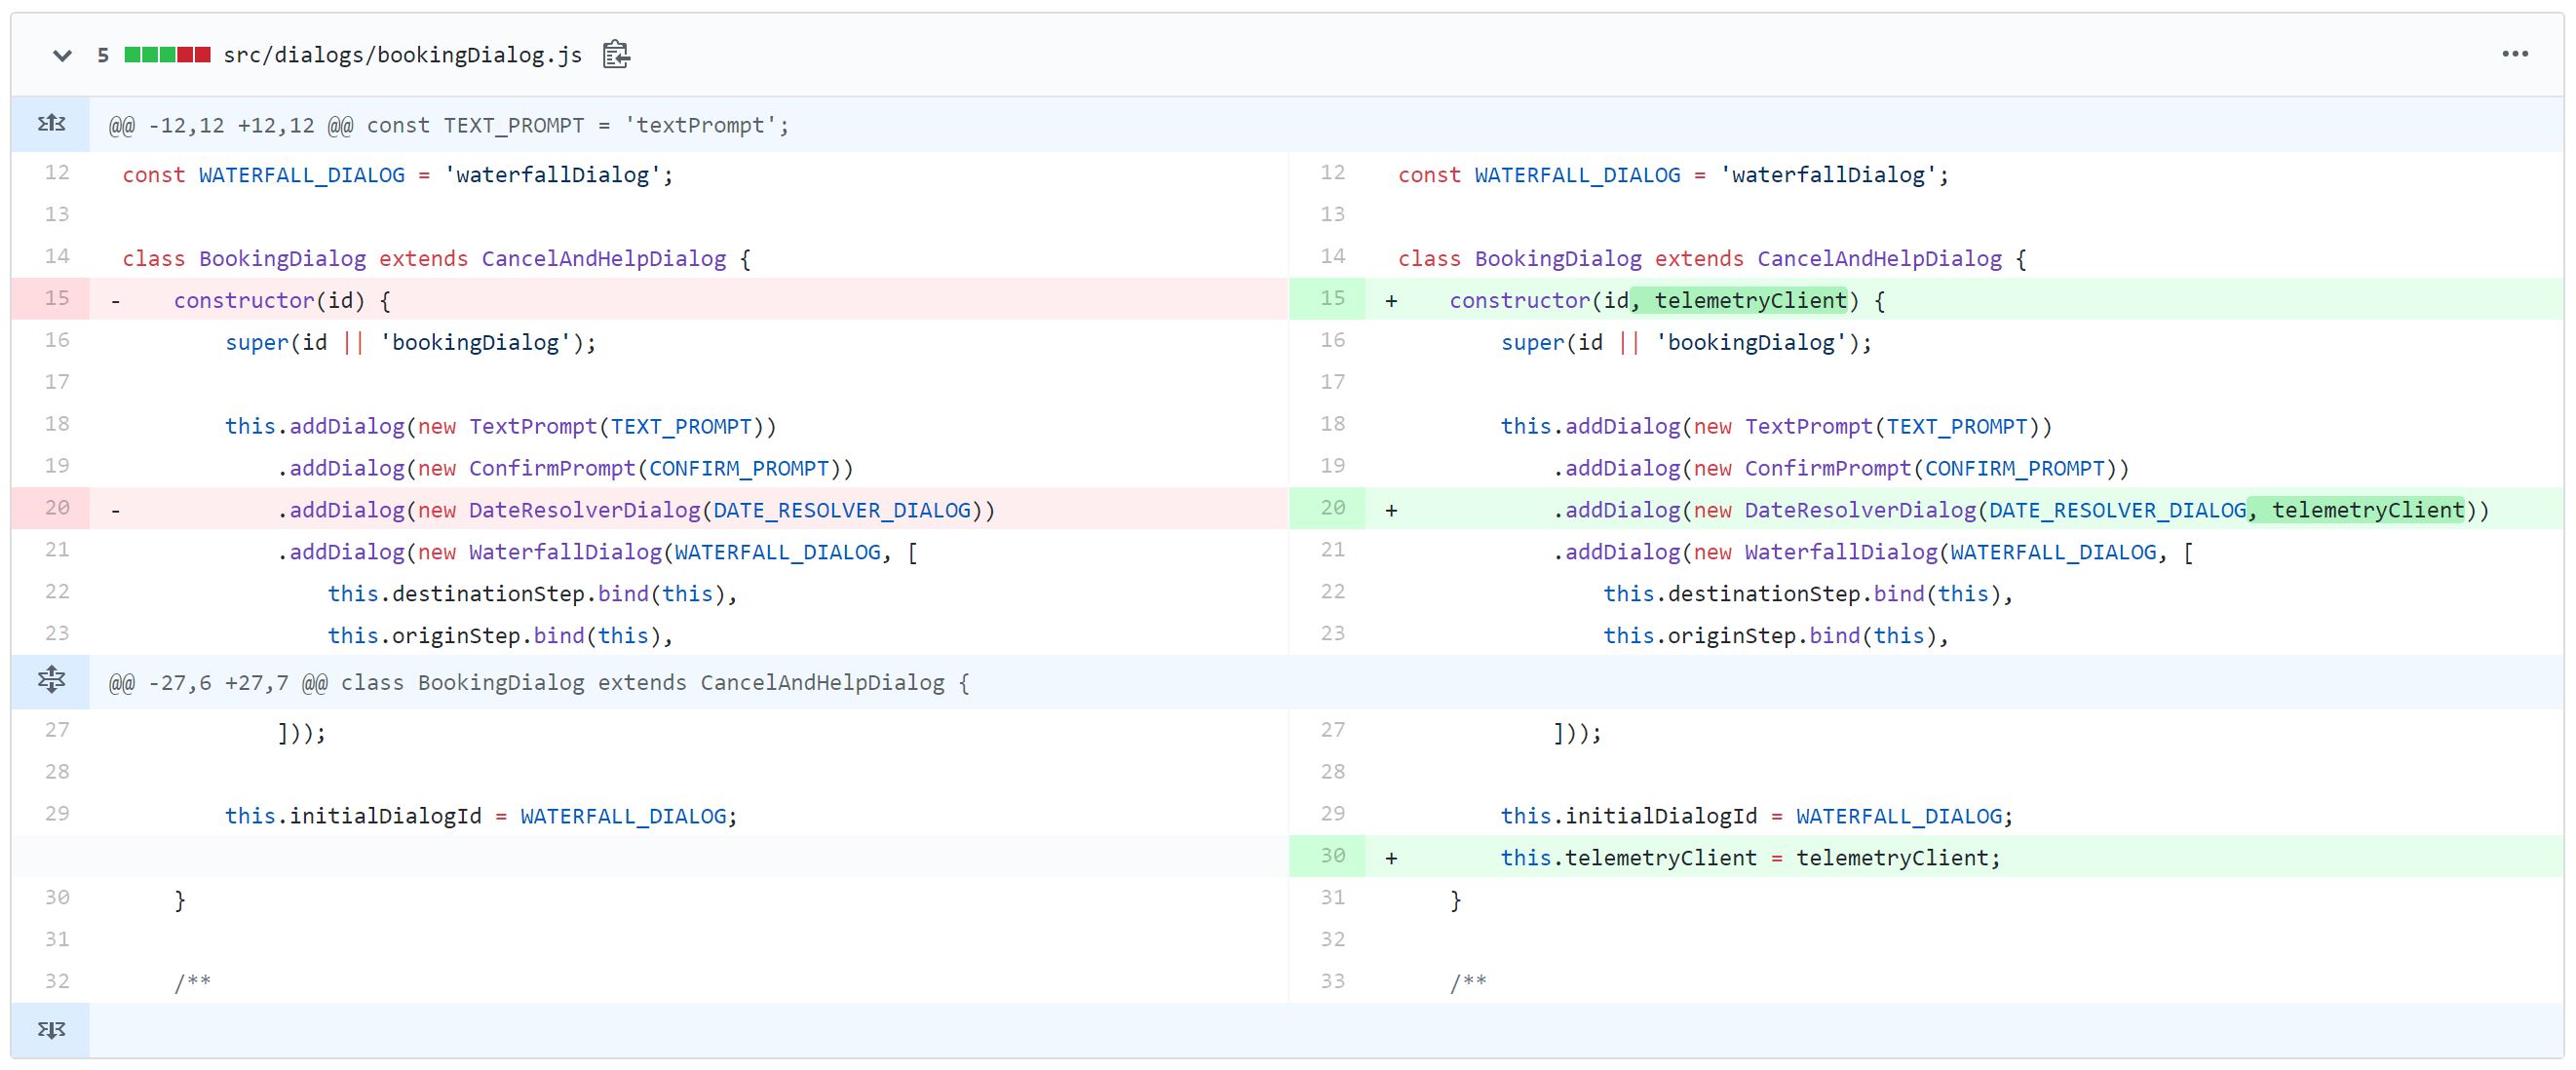 5 src/dialogs/bookingDialog.js
@@ -12,12 +12,12 @@ const TEXT_PROMPT = 'textPrompt';
12 const WATERFALL_DIALOG = 'waterfallDialog';
13
14 class BookingDialog extends CancelAndHelpDialog {
15 -     constructor(id) {
16         super(id || 'bookingDialog');
17
18         this.addDialog(new TextPrompt(TEXT_PROMPT))
19             .addDialog(new ConfirmPrompt(CONFIRM_PROMPT))
20 -             .addDialog(new DateResolverDialog(DATE_RESOLVER_DIALOG))
21             .addDialog(new WaterfallDialog(WATERFALL_DIALOG, [
22                 this.destinationStep.bind(this),
23                 this.originStep.bind(this),
12 const WATERFALL_DIALOG = 'waterfallDialog';
13
14 class BookingDialog extends CancelAndHelpDialog {
15 +     constructor(id, telemetryClient) {
16         super(id || 'bookingDialog');
17
18         this.addDialog(new TextPrompt(TEXT_PROMPT))
19             .addDialog(new ConfirmPrompt(CONFIRM_PROMPT))
20 +             .addDialog(new DateResolverDialog(DATE_RESOLVER_DIALOG, telemetryClient))
21             .addDialog(new WaterfallDialog(WATERFALL_DIALOG, [
22                 this.destinationStep.bind(this),
23                 this.originStep.bind(this),
@@ -27,6 +27,7 @@ class BookingDialog extends CancelAndHelpDialog {
27             ]));
28
29         this.initialDialogId = WATERFALL_DIALOG;
30     }
31
32     /**
27             ]));
28
29         this.initialDialogId = WATERFALL_DIALOG;
30 +         this.telemetryClient = telemetryClient;
31     }
32
33     /**